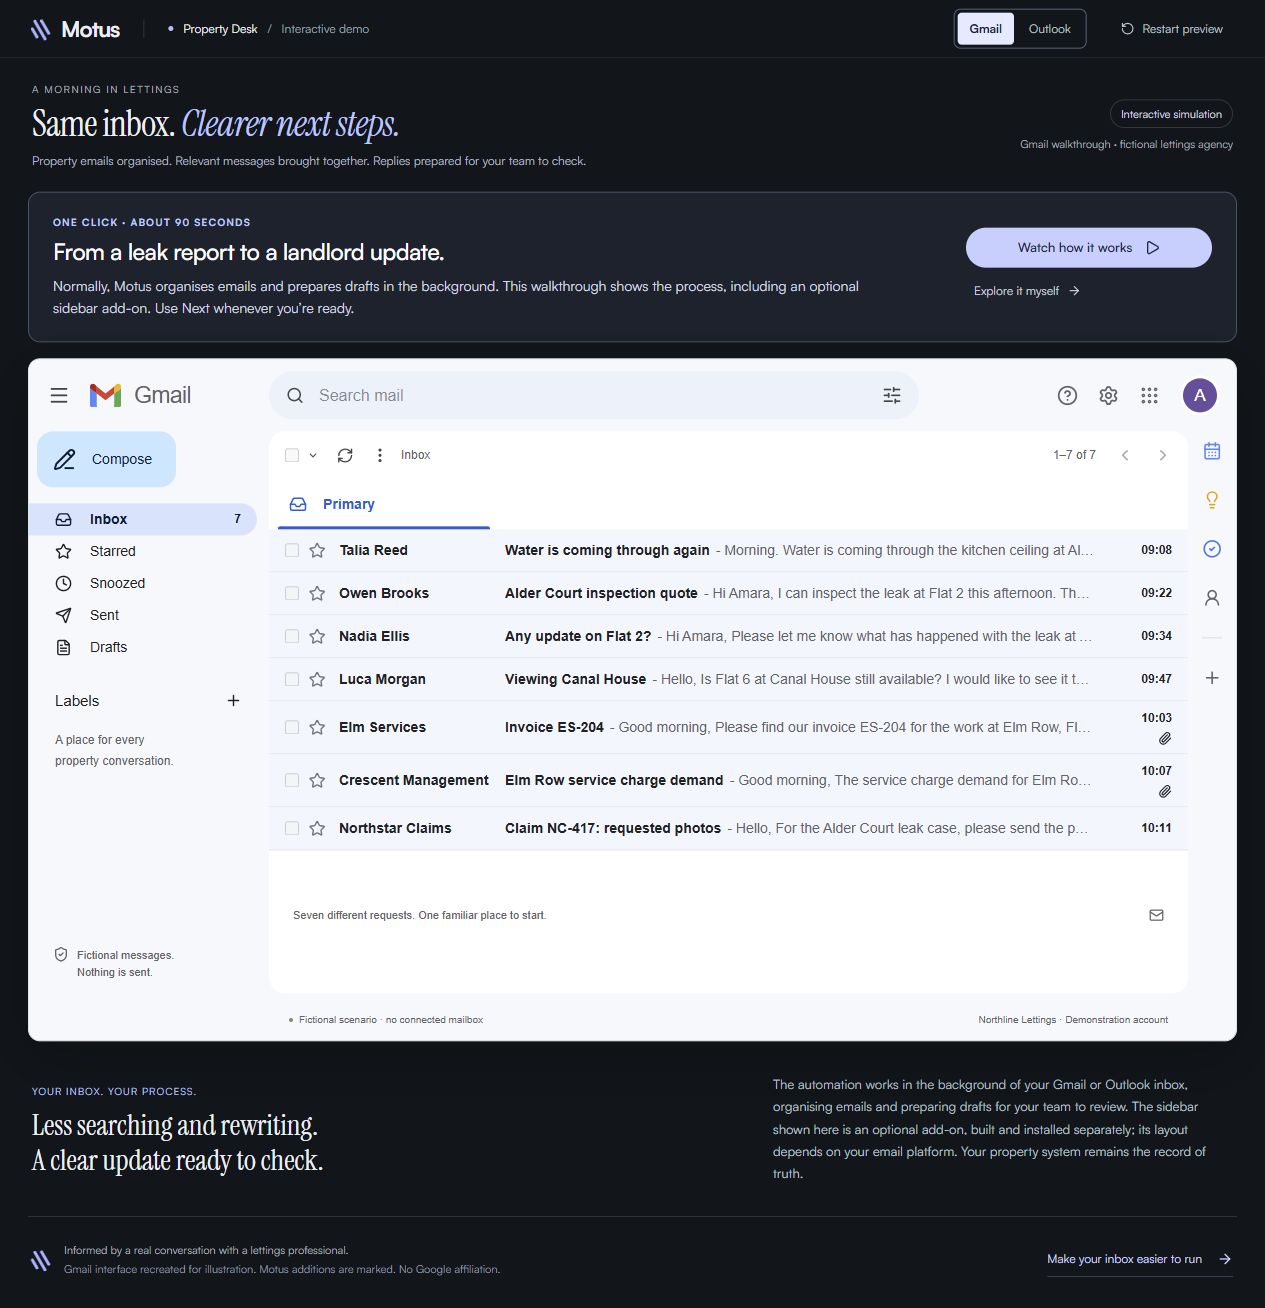 Motus
Property Desk / Interactive demo
Gmail
Outlook
Restart preview
A MORNING IN LETTINGS
Same inbox. Clearer next steps.
Property emails organised. Relevant messages brought together. Replies prepared for your team to check.
Interactive simulation
Gmail walkthrough · fictional lettings agency
ONE CLICK · ABOUT 90 SECONDS
From a leak report to a landlord update.
Normally, Motus organises emails and prepares drafts in the background. This walkthrough shows the process, including an optional
sidebar add-on. Use Next whenever you're ready.
Watch how it works
Explore it myself
Gmail
Search mail
A
Compose
Inbox 7
Starred
Snoozed
Sent
Drafts
Labels
A place for every
property conversation.
Fictional messages.
Nothing is sent.
Inbox
1–7 of 7
Primary
Talia Reed Water is coming through again - Morning. Water is coming through the kitchen ceiling at Al… 09:08
Owen Brooks Alder Court inspection quote - Hi Amara, I can inspect the leak at Flat 2 this afternoon. Th… 09:22
Nadia Ellis Any update on Flat 2? - Hi Amara, Please let me know what has happened with the leak at … 09:34
Luca Morgan Viewing Canal House - Hello, Is Flat 6 at Canal House still available? I would like to see it t… 09:47
Elm Services Invoice ES-204 - Good morning, Please find our invoice ES-204 for the work at Elm Row, Fl… 10:03
Crescent Management Elm Row service charge demand - Good morning, The service charge demand for Elm Ro… 10:07
Northstar Claims Claim NC-417: requested photos - Hello, For the Alder Court leak case, please send the p… 10:11
Seven different requests. One familiar place to start.
Fictional scenario · no connected mailbox
Northline Lettings · Demonstration account
YOUR INBOX. YOUR PROCESS.
Less searching and rewriting.
A clear update ready to check.
The automation works in the background of your Gmail or Outlook inbox,
organising emails and preparing drafts for your team to review. The sidebar
shown here is an optional add-on, built and installed separately; its layout
depends on your email platform. Your property system remains the record of
truth.
Informed by a real conversation with a lettings professional.
Gmail interface recreated for illustration. Motus additions are marked. No Google affiliation.
Make your inbox easier to run